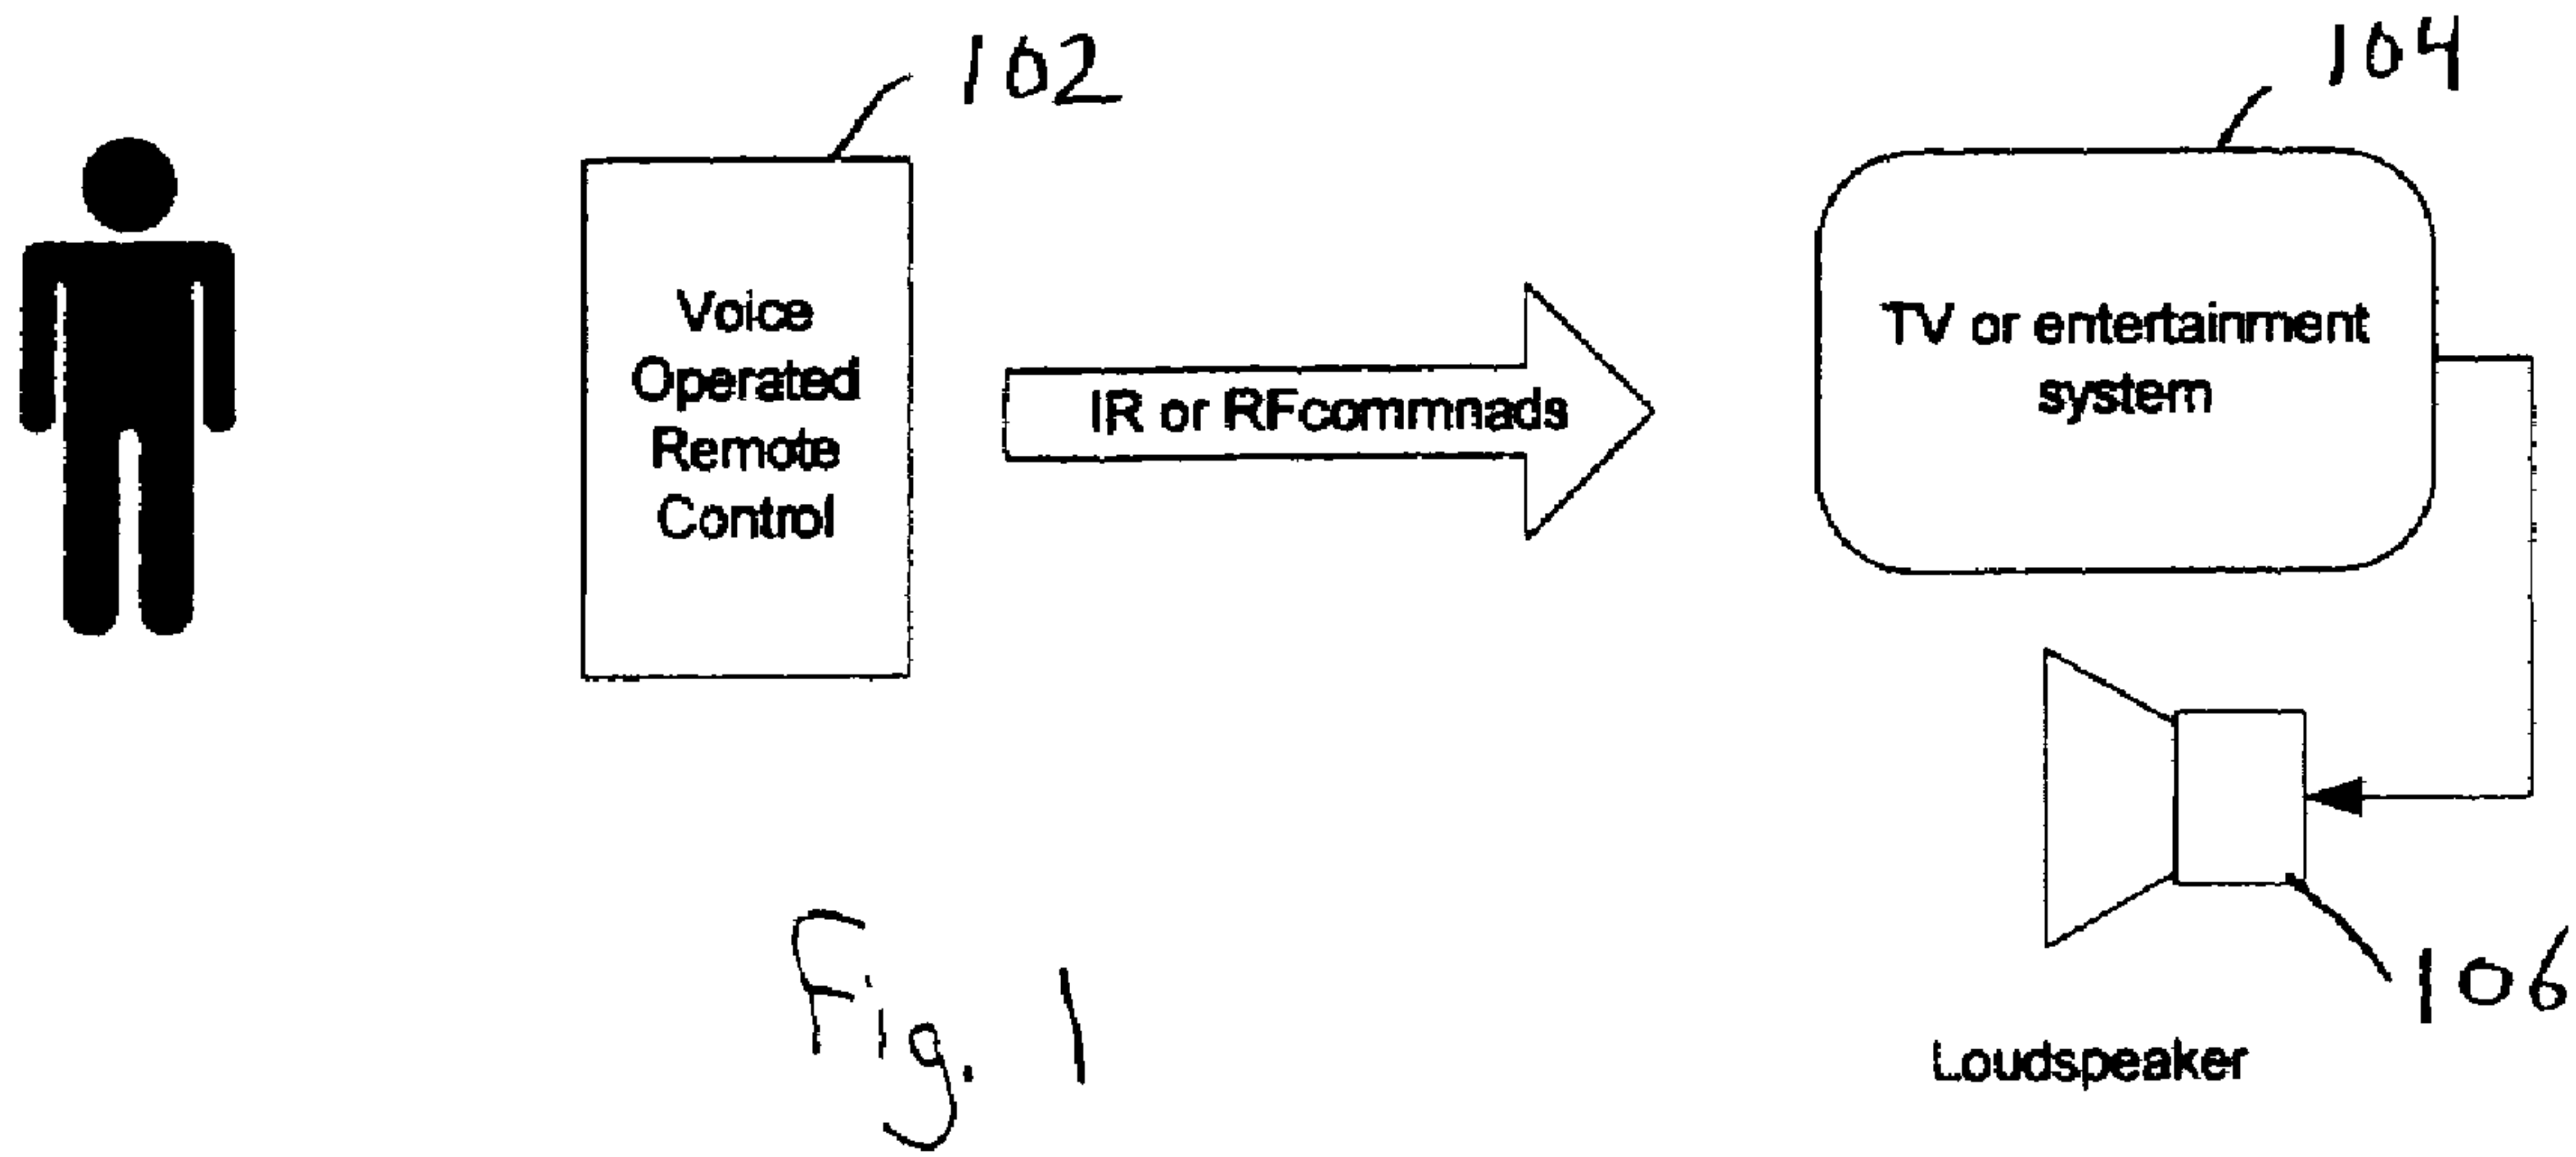 102
104
Voice
Operated
Remote
Control
IR or RFcommnads
TV or entertainment
system
106
Loudspeaker
Fig. 1